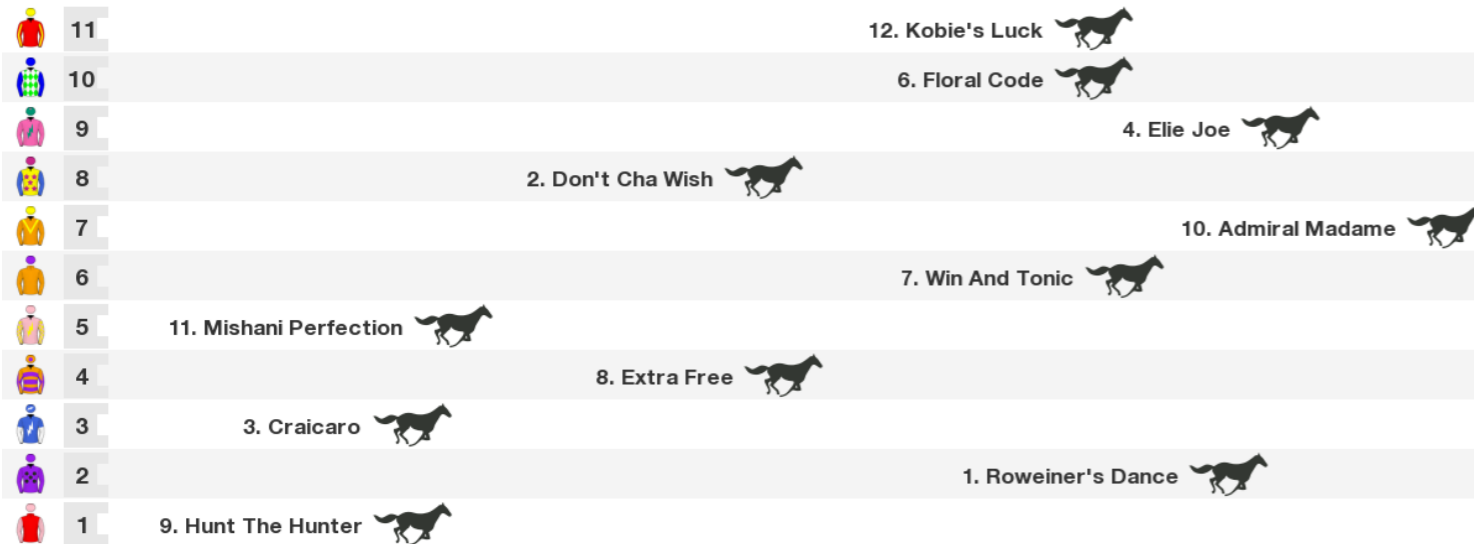 11 12. Kobie's Luck
10 6. Floral Code
9 4. Elie Joe
8 2. Don't Cha Wish
7 10. Admiral Madame
6 7. Win And Tonic
5 11. Mishani Perfection
4 8. Extra Free
3 3. Craicaro
2 1. Roweiner's Dance
1 9. Hunt The Hunter